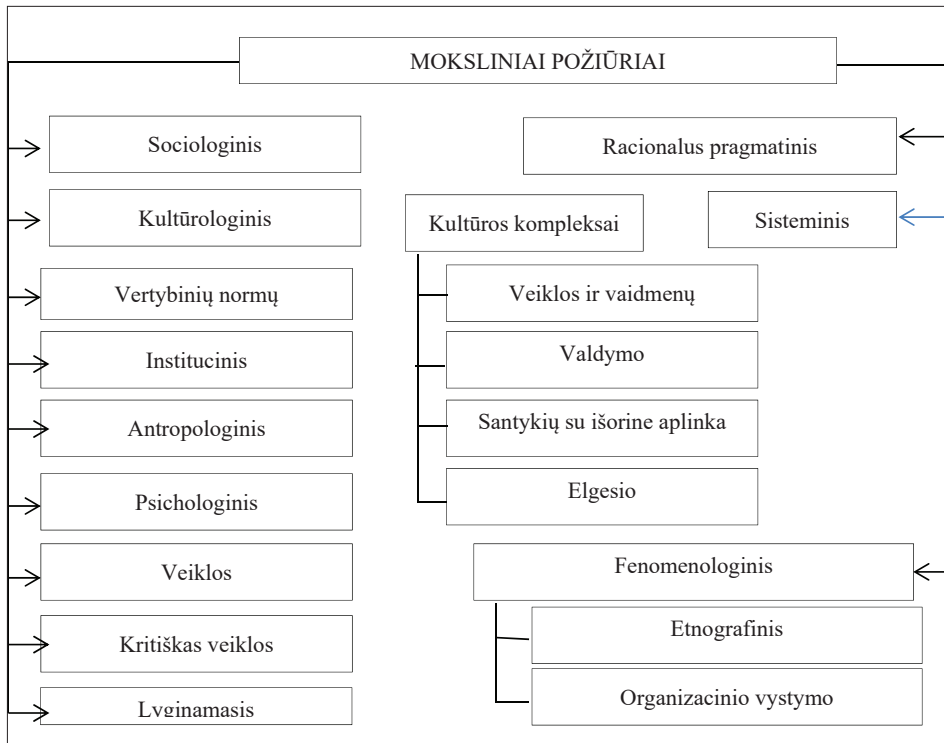 MOKSLINIAI POŽIŪRIAI
Sociologinis
Kultūrologinis
Vertybinių normų
Institucinis
Antropologinis
Psichologinis
Veiklos
Kritiškas veiklos
Lyginamasis
Racionalus pragmatinis
Sisteminis
Kultūros kompleksai
Veiklos ir vaidmenų
Valdymo
Santykių su išorine aplinka
Elgesio
Fenomenologinis
Etnografinis
Organizacinio vystymo